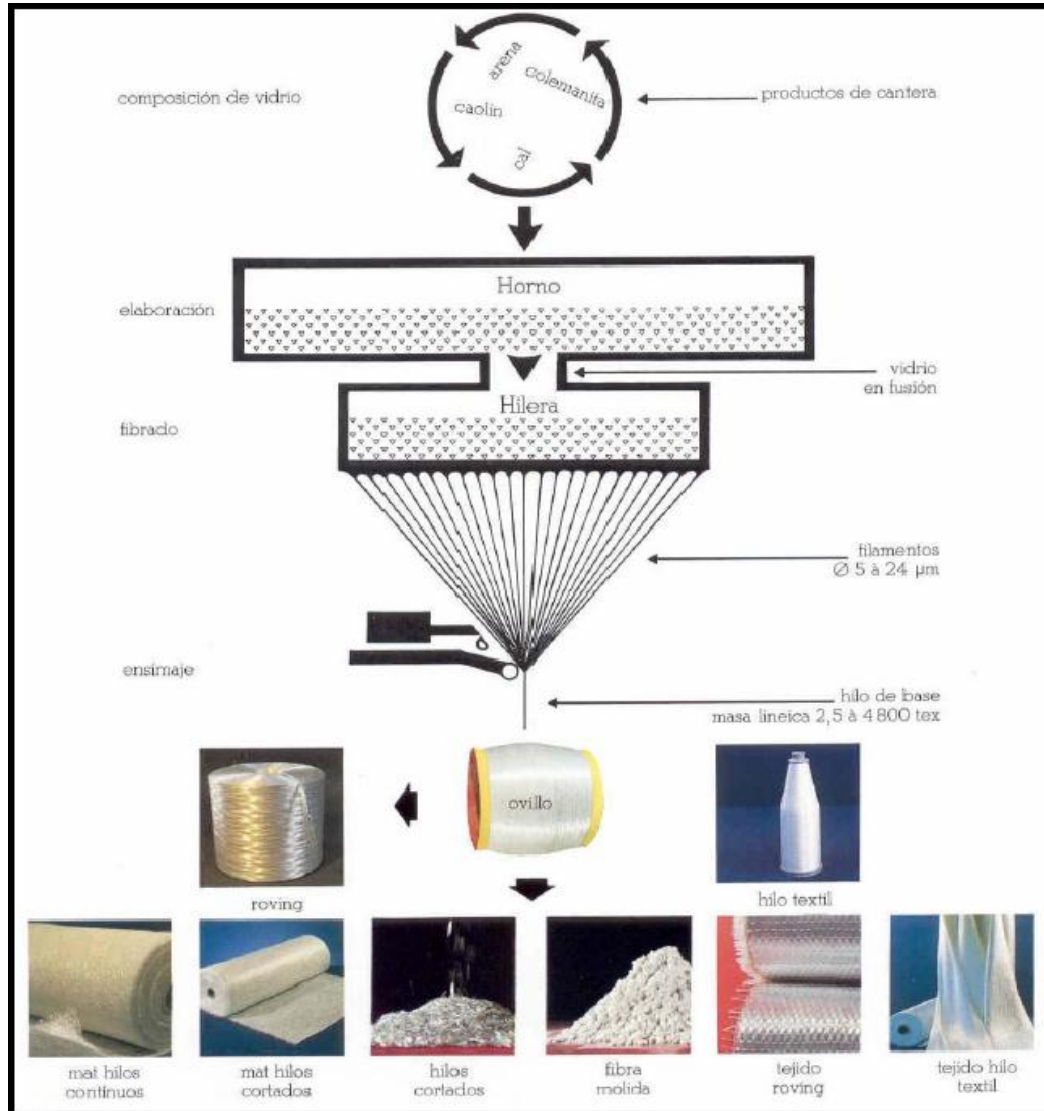 arena
colemanita
composición de vidrio
productos de cantera
caolín
cal
Horno
elaboración
vidrio
en fusión
Hilera
fibrado
filamentos
Ø 5 à 24 µm
ensimaje
hilo de base
masa lineica 2,5 à 4 800 tex
ovillo
roving
hilo textil
mat hilos
contínuos
mat hilos
cortados
hilos
cortados
fibra
molida
tejido
roving
tejido hilo
textil